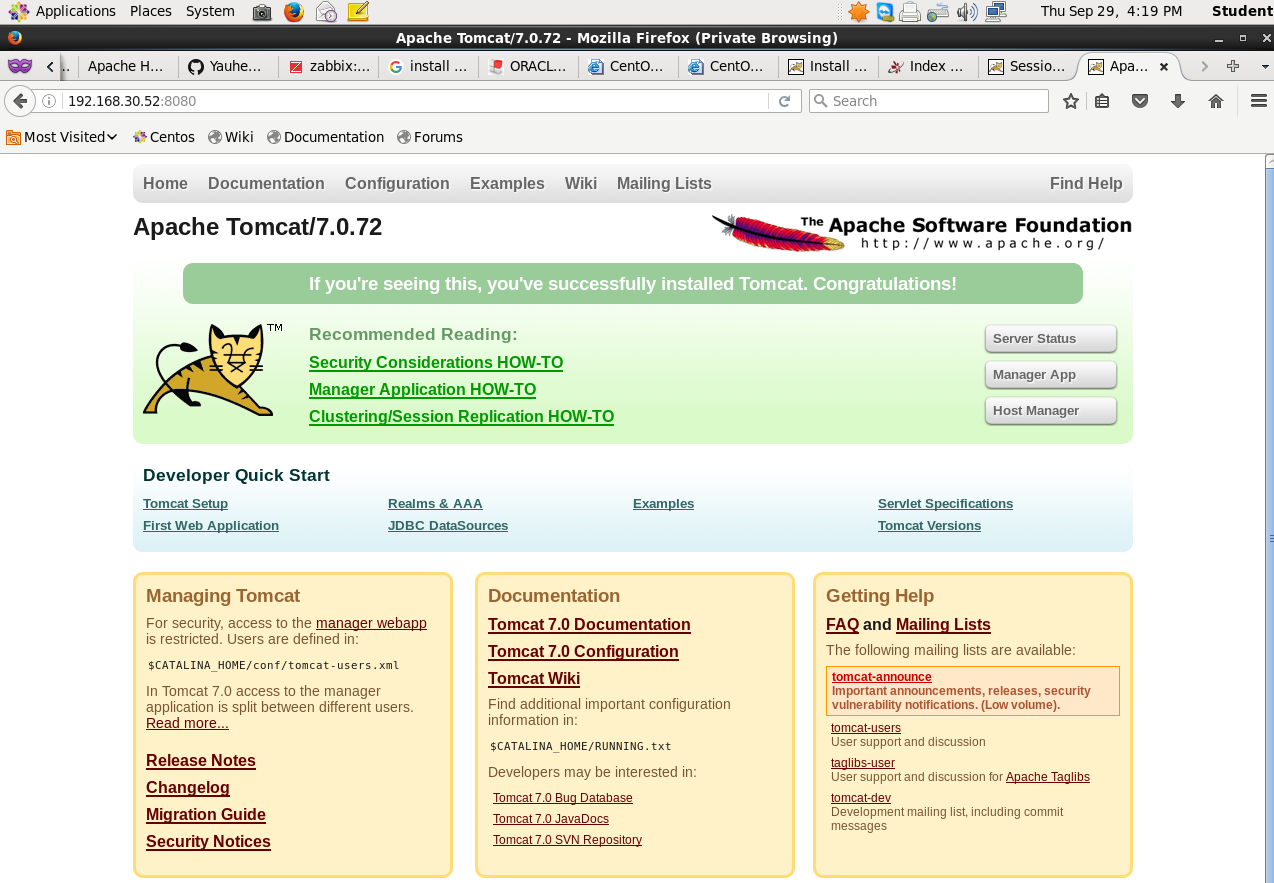 Applications Places System Thu Sep 29, 4:19 PM Student
Apache Tomcat/7.0.72 - Mozilla Firefox (Private Browsing)
.. Apache H... Yauhe... zabbix:... install ... ORACL... CentO... CentO... Install ... Index ... Sessio... Apa...
192.168.30.52:8080 Search
Most Visited Centos Wiki Documentation Forums
Home Documentation Configuration Examples Wiki Mailing Lists Find Help
Apache Tomcat/7.0.72
The Apache Software Foundation
http://www.apache.org/
If you're seeing this, you've successfully installed Tomcat. Congratulations!
TM
Recommended Reading:
Security Considerations HOW-TO
Manager Application HOW-TO
Clustering/Session Replication HOW-TO
Server Status
Manager App
Host Manager
Developer Quick Start
Tomcat Setup
First Web Application
Realms & AAA
JDBC DataSources
Examples
Servlet Specifications
Tomcat Versions
Managing Tomcat
For security, access to the manager webapp
is restricted. Users are defined in:
$CATALINA_HOME/conf/tomcat-users.xml
In Tomcat 7.0 access to the manager
application is split between different users.
Read more...
Release Notes
Changelog
Migration Guide
Security Notices
Documentation
Tomcat 7.0 Documentation
Tomcat 7.0 Configuration
Tomcat Wiki
Find additional important configuration
information in:
$CATALINA_HOME/RUNNING.txt
Developers may be interested in:
Tomcat 7.0 Bug Database
Tomcat 7.0 JavaDocs
Tomcat 7.0 SVN Repository
Getting Help
FAQ and Mailing Lists
The following mailing lists are available:
tomcat-announce
Important announcements, releases, security
vulnerability notifications. (Low volume).
tomcat-users
User support and discussion
taglibs-user
User support and discussion for Apache Taglibs
tomcat-dev
Development mailing list, including commit
messages